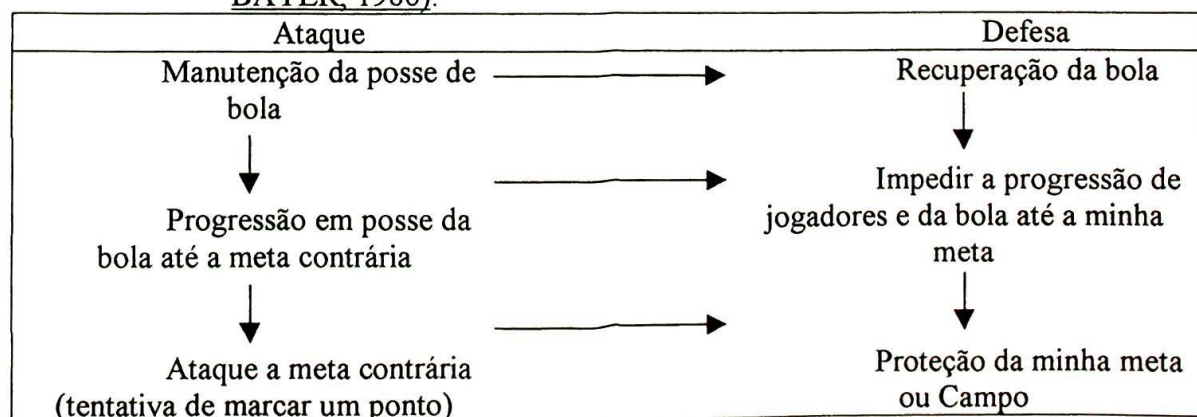 BAYER, 1986).
Ataque
Manutenção da posse de
bola
Progressão em posse da
bola até a meta contrária
Ataque a meta contrária
(tentativa de marcar um ponto)
Defesa
Recuperação da bola
Impedir a progressão de
jogadores e da bola até a minha
meta
Proteção da minha meta
ou Campo